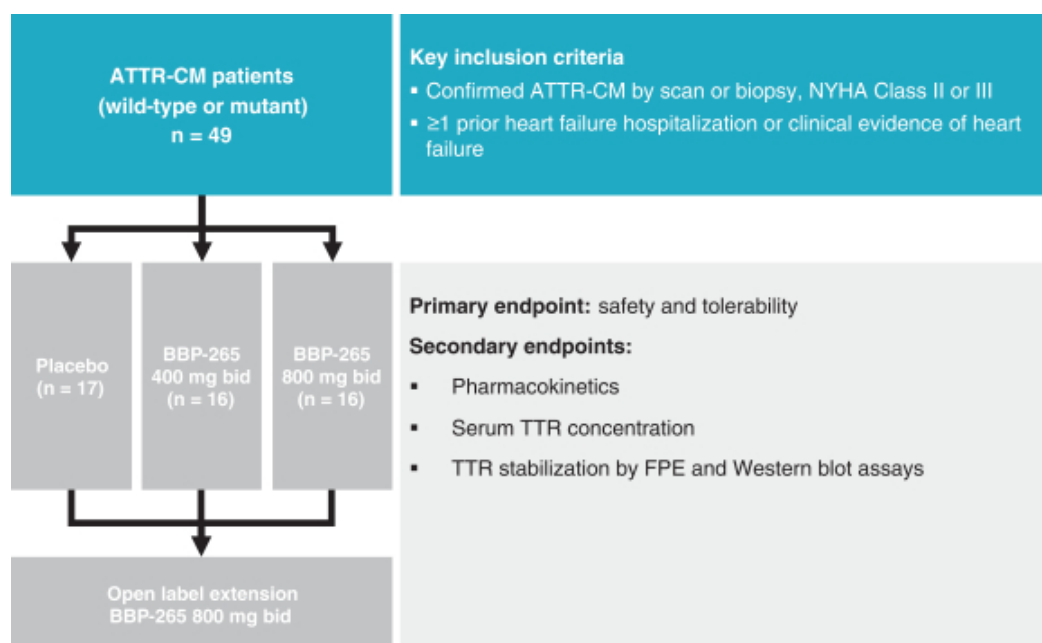 ATTR-CM patients
(wild-type or mutant)
n = 49
Key inclusion criteria
▪ Confirmed ATTR-CM by scan or biopsy, NYHA Class II or III
▪ ≥1 prior heart failure hospitalization or clinical evidence of heart
failure
Placebo
(n = 17)
BBP-265
400 mg bid
(n = 16)
BBP-265
800 mg bid
(n = 16)
Primary endpoint: safety and tolerability
Secondary endpoints:
▪ Pharmacokinetics
▪ Serum TTR concentration
▪ TTR stabilization by FPE and Western blot assays
Open label extension
BBP-265 800 mg bid